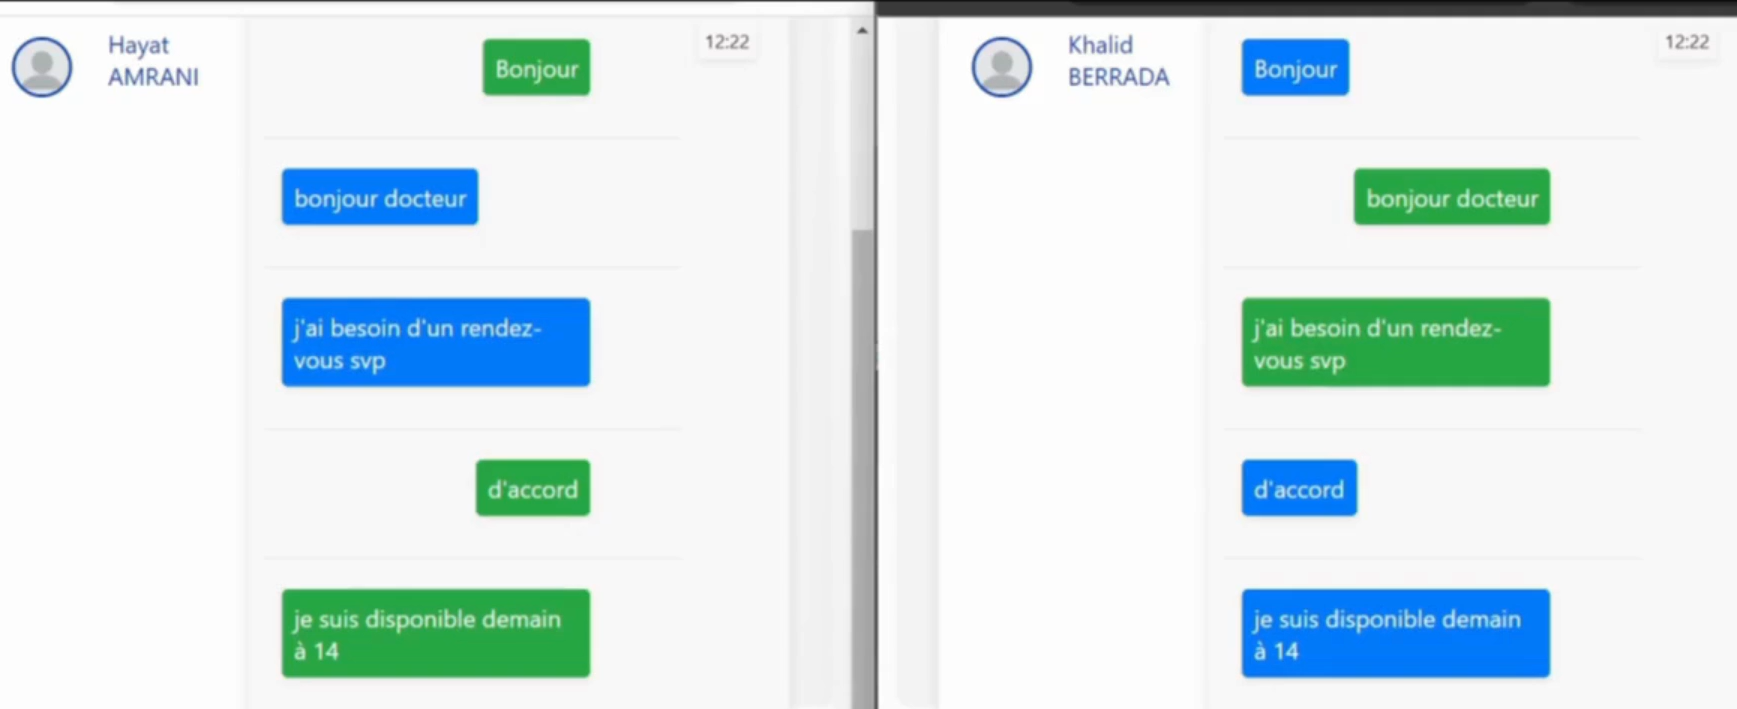 Hayat
AMRANI
Bonjour
12:22
bonjour docteur
j'ai besoin d'un rendez-
vous svp
d'accord
je suis disponible demain
à 14
Khalid
BERRADA
Bonjour
12:22
bonjour docteur
j'ai besoin d'un rendez-
vous svp
d'accord
je suis disponible demain
à 14